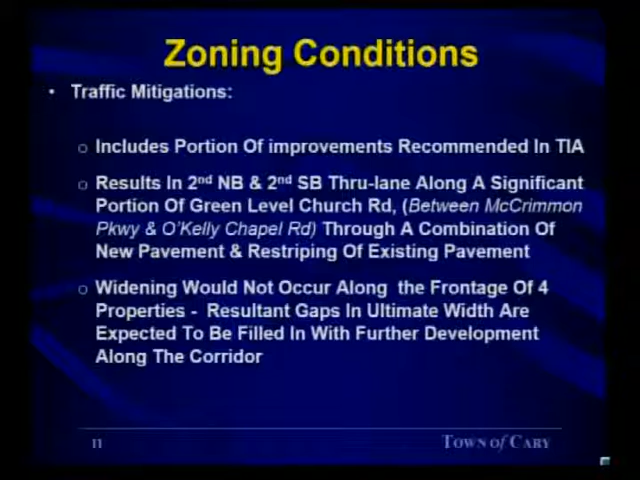 Zoning Conditions
• Traffic Mitigations:
o Includes Portion Of improvements Recommended In TIA
o Results In 2nd NB & 2nd SB Thru-lane Along A Significant
Portion Of Green Level Church Rd, (Between McCrimmon
Pkwy & O'Kelly Chapel Rd) Through A Combination Of
New Pavement & Restriping Of Existing Pavement
o Widening Would Not Occur Along the Frontage Of 4
Properties - Resultant Gaps In Ultimate Width Are
Expected To Be Filled In With Further Development
Along The Corridor
11 TOWN of CARY